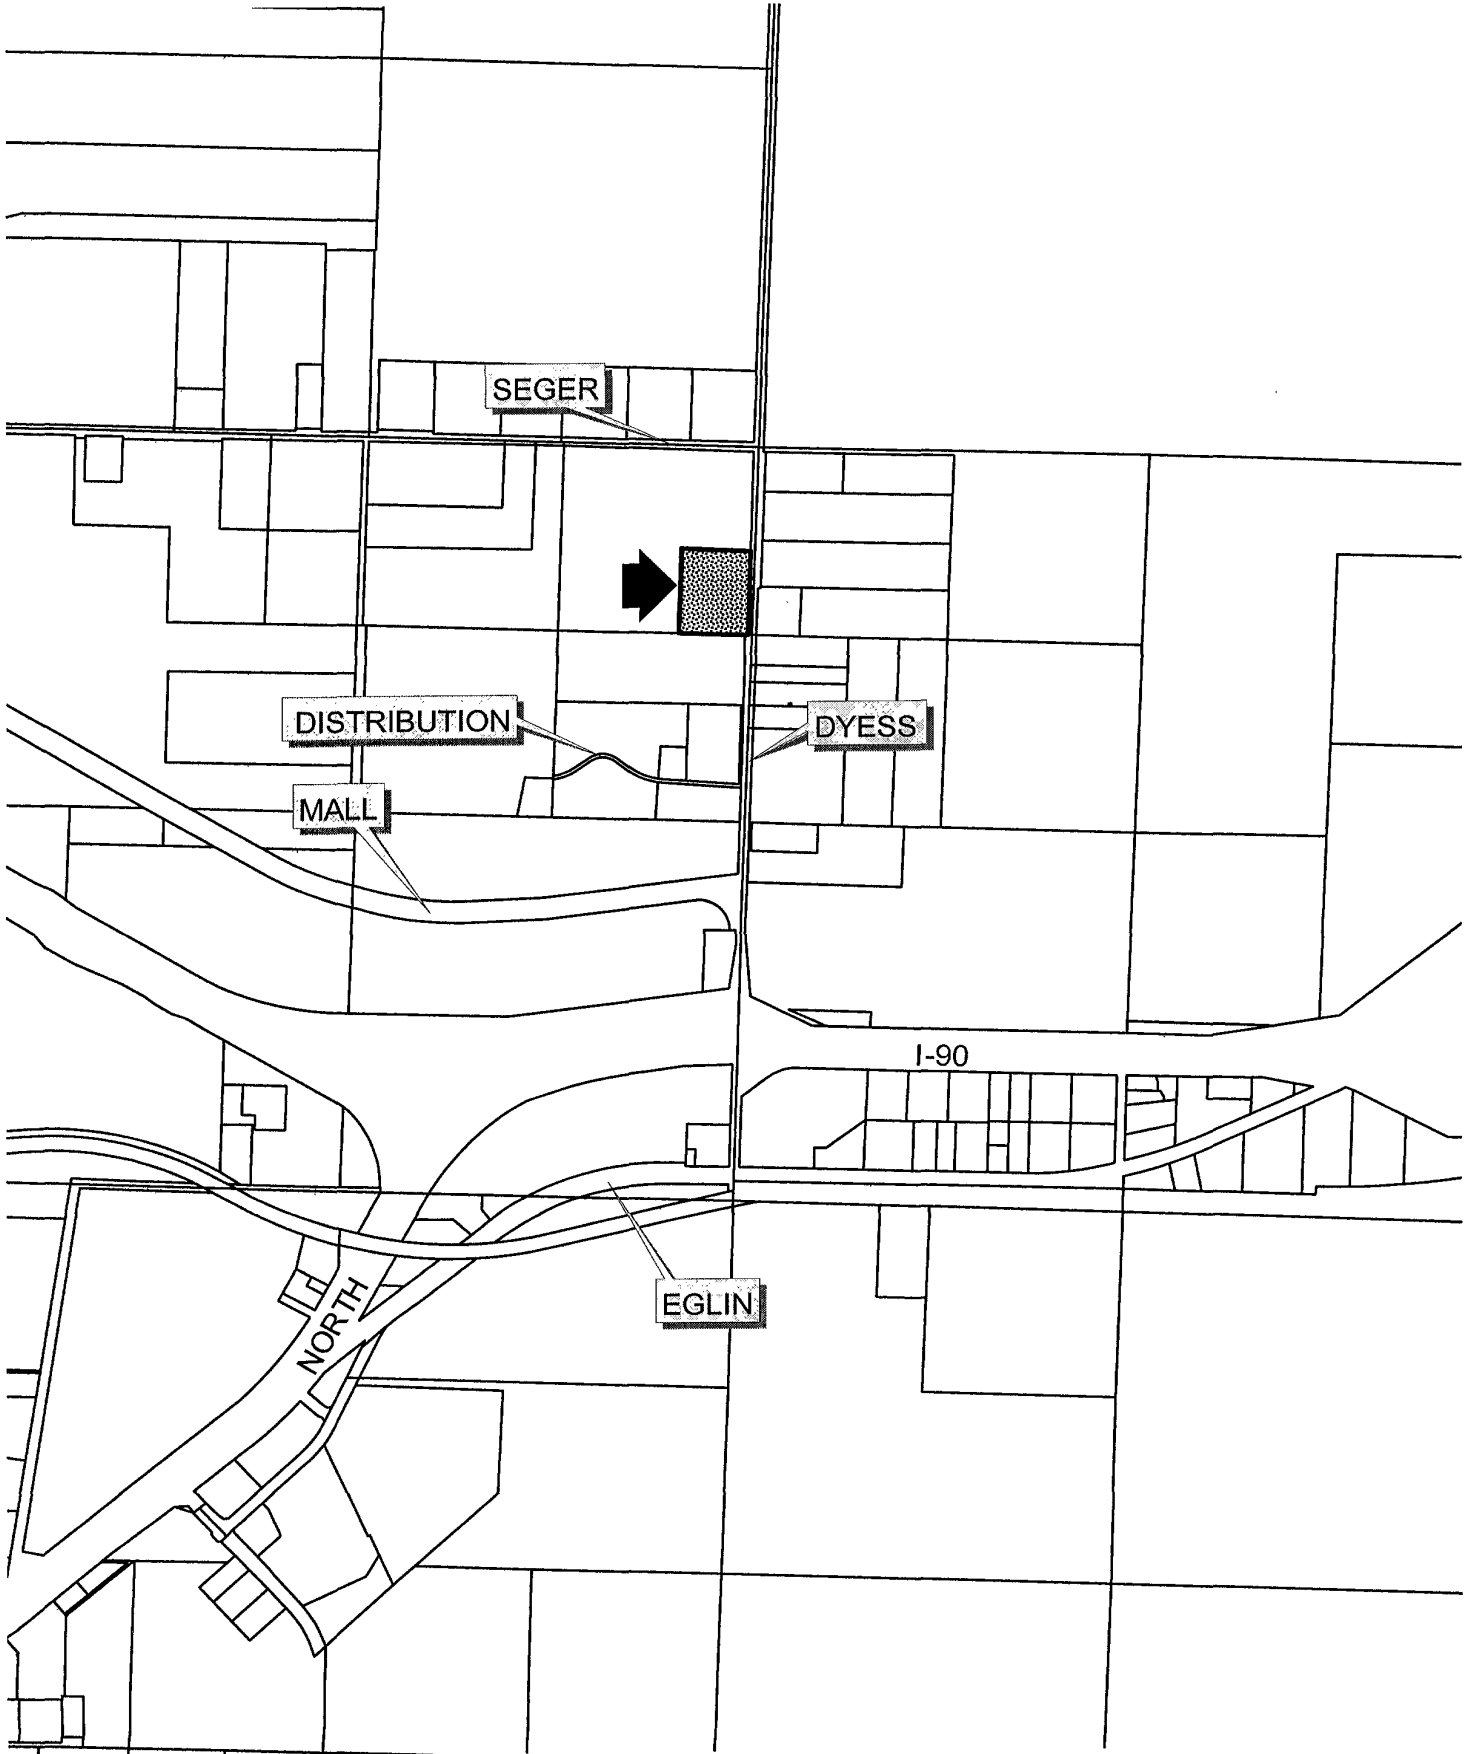 SEGER
DISTRIBUTION
DYESS
MALL
I-90
EGLIN
NORTH